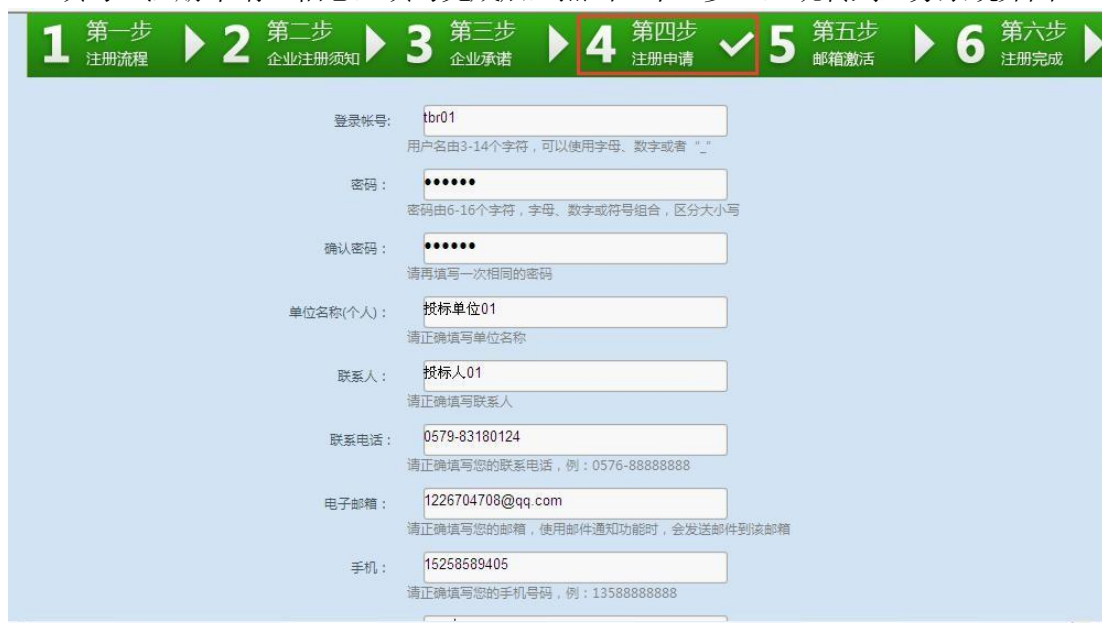 1 第一步 注册流程 2 第二步 企业注册须知 3 第三步 企业承诺 4 第四步 注册申请 5 第五步 邮箱激活 6 第六步 注册完成
登录帐号: tbr01
用户名由3-14个字符，可以使用字母、数字或者 "_"
密码： ●●●●●●
密码由6-16个字符，字母、数字或符号组合，区分大小写
确认密码： ●●●●●●
请再填写一次相同的密码
单位名称(个人)： 投标单位01
请正确填写单位名称
联系人： 投标人01
请正确填写联系人
联系电话： 0579-83180124
请正确填写您的联系电话，例：0576-88888888
电子邮箱： 1226704708@qq.com
请正确填写您的邮箱，使用邮件通知功能时，会发送邮件到该邮箱
手机： 15258589405
请正确填写您的手机号码，例：13588888888